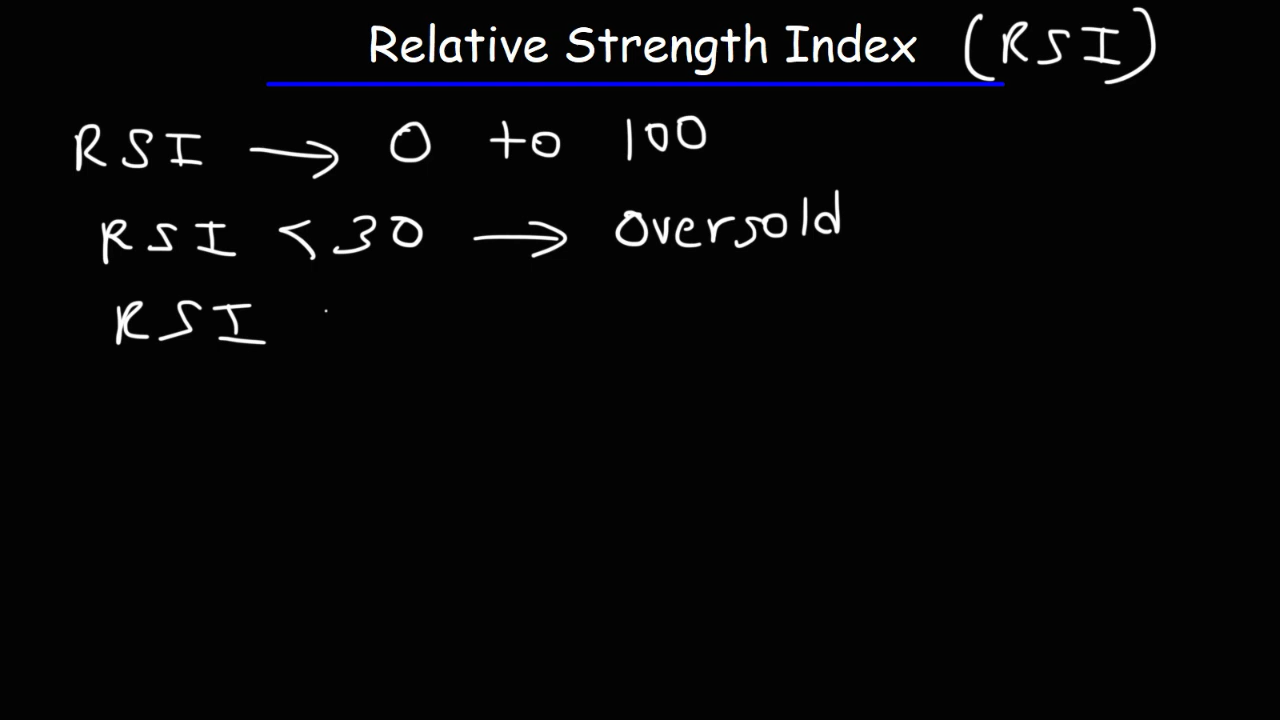 Relative Strength Index (RSI)
RSI → 0 to 100
RSI < 30 → oversold
RSI